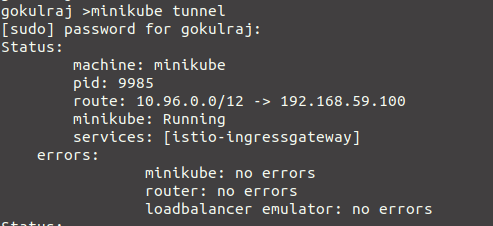 gokulraj >minikube tunnel
[sudo] password for gokulraj:
Status:
machine: minikube
pid: 9985
route: 10.96.0.0/12 -> 192.168.59.100
minikube: Running
services: [istio-ingressgateway]
errors:
minikube: no errors
router: no errors
loadbalancer emulator: no errors
Status: